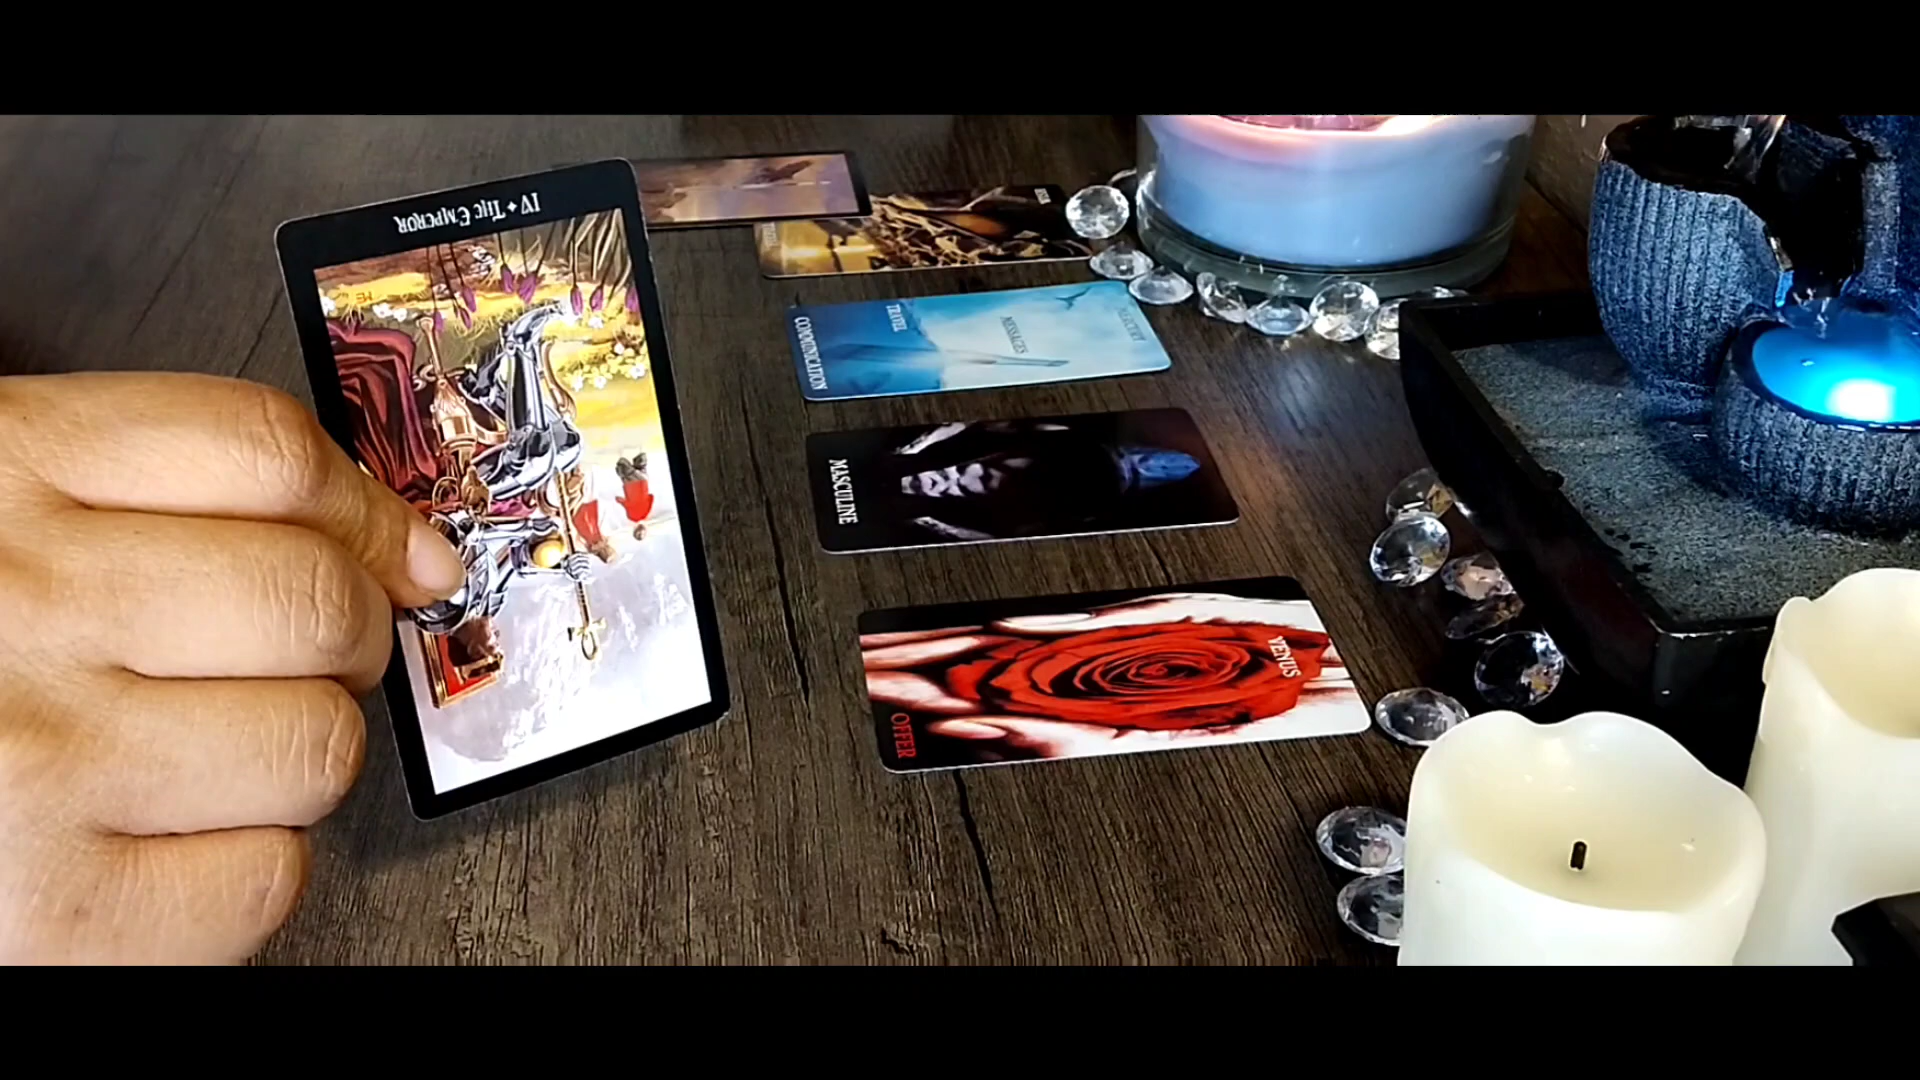 IV ✦ THE EMPEROR
MERCURY
MESSAGES
TRAVEL
COMMUNICATION
MASCULINE
VENUS
OFFER